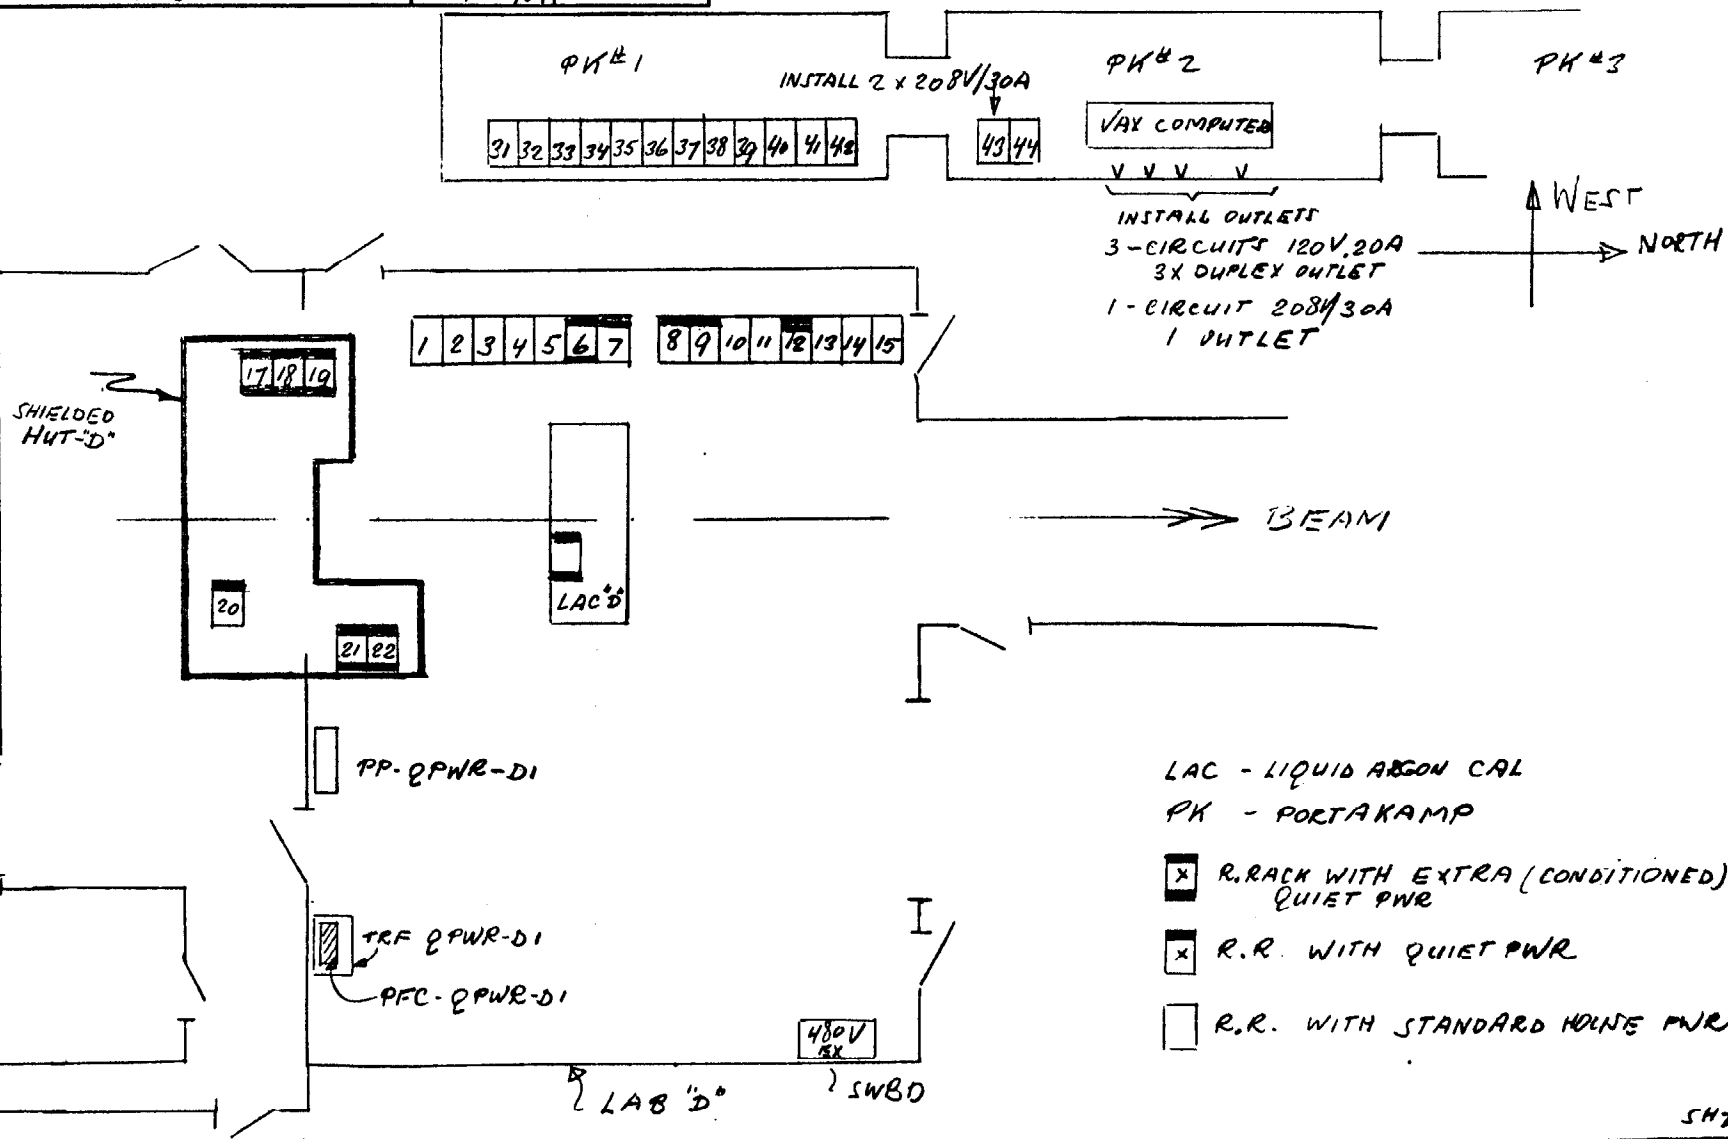 PK#1
PK#2
PK#3
INSTALL 2 x 208V/30A
31 32 33 34 35 36 37 38 39 40 41 42
43 44
VAX COMPUTER
INSTALL OUTLETS
3-CIRCUITS 120V.20A
3X DUPLEX OUTLET
1-CIRCUIT 208V/30A
1 OUTLET
WEST
NORTH
1 2 3 4 5 6 7
8 9 10 11 12 13 14 15
17 18 19
SHIELDED
HUT-"D"
BEAM
20
LAC "D"
21 22
PP-QPWR-D1
LAC - LIQUID ARGON CAL
PK - PORTAKAMP
x R.RACK WITH EXTRA (CONDITIONED)
QUIET PWR
x R.R. WITH QUIET PWR
R.R. WITH STANDARD HOUSE PWR
TRF QPWR-D1
PFC-QPWR-D1
480V
EX
LAB "D"
SWBD